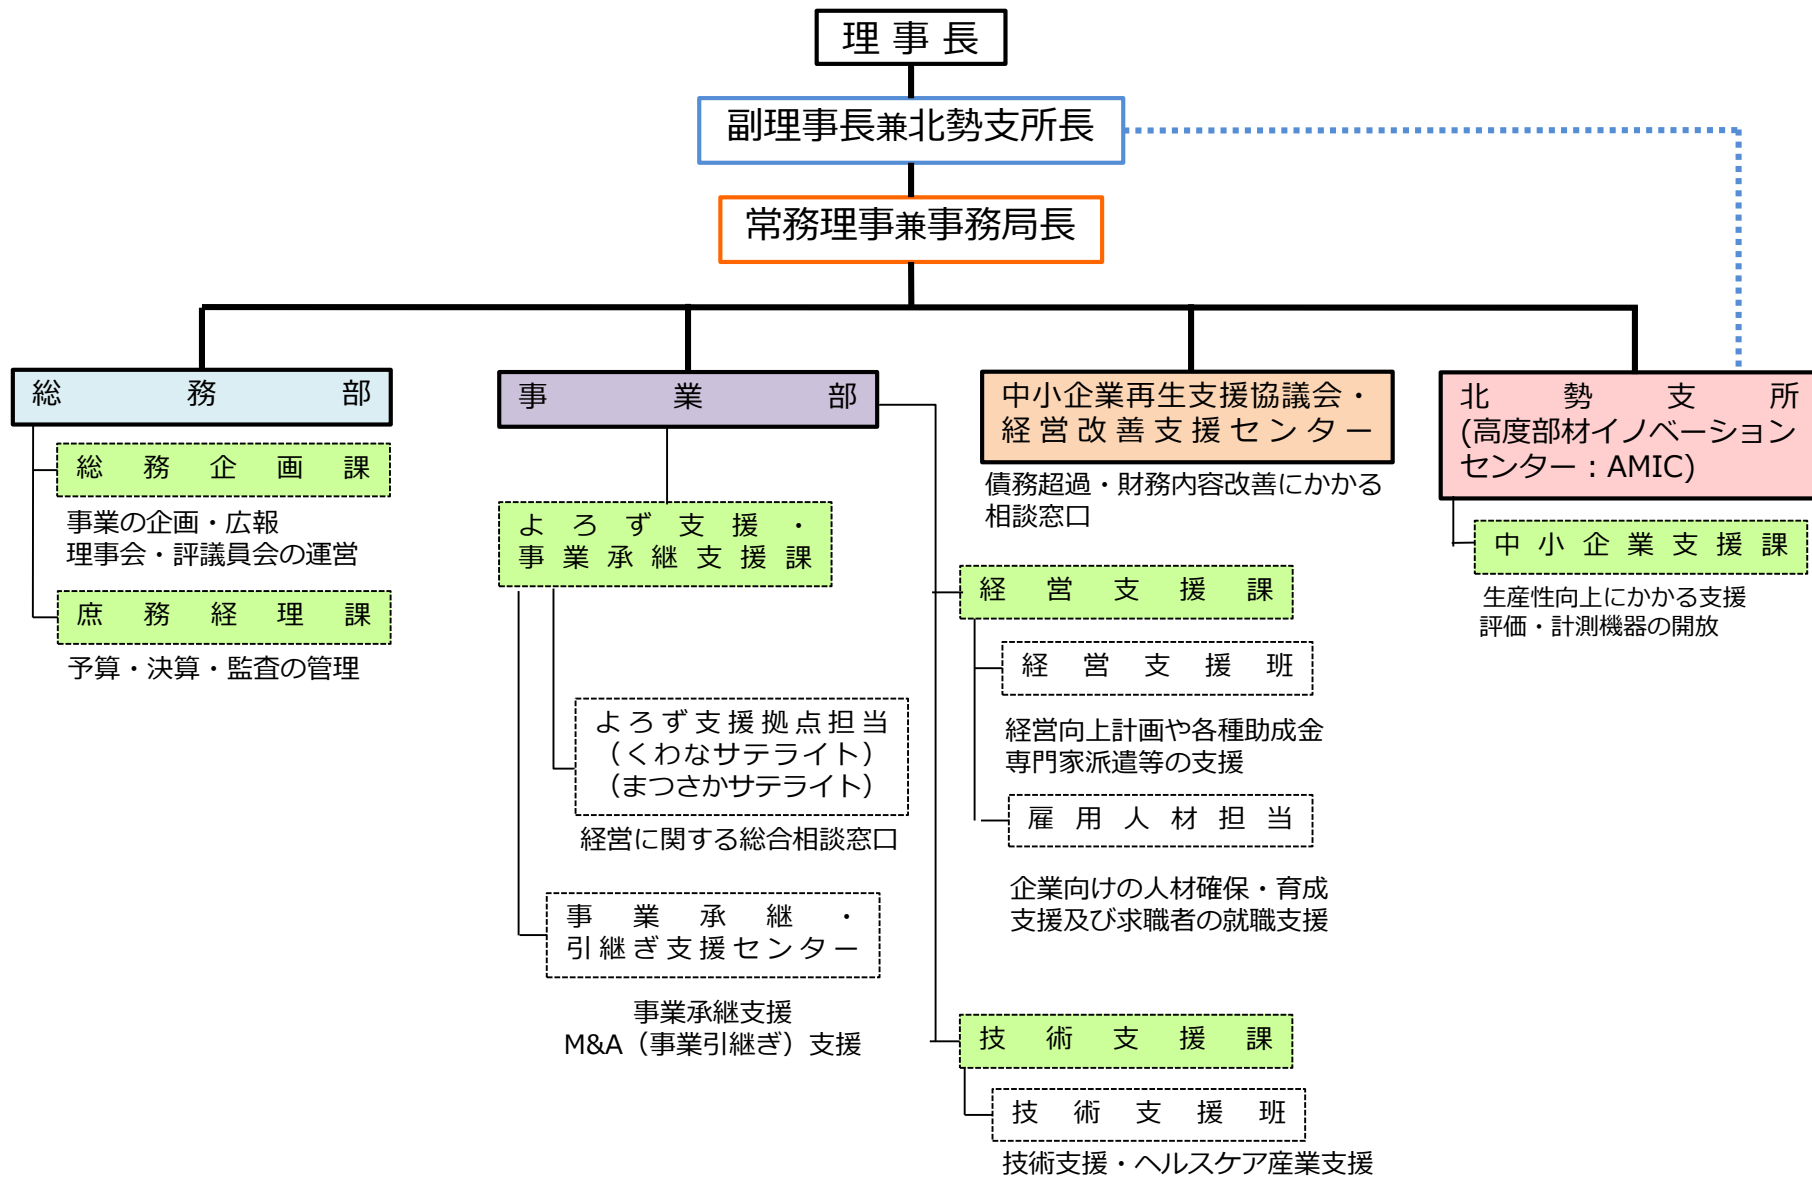 理事長
副理事長兼北勢支所長
常務理事兼事務局長
総務部
総務企画課
事業の企画・広報
理事会・評議員会の運営
庶務経理課
予算・決算・監査の管理
事業部
よろず支援・
事業承継支援課
よろず支援拠点担当
（くわなサテライト）
（まつさかサテライト）
経営に関する総合相談窓口
事業承継・
引継ぎ支援センター
事業承継支援
M&A（事業引継ぎ）支援
経営支援課
経営支援班
経営向上計画や各種助成金
専門家派遣等の支援
雇用人材担当
企業向けの人材確保・育成
支援及び求職者の就職支援
技術支援課
技術支援班
技術支援・ヘルスケア産業支援
中小企業再生支援協議会・
経営改善支援センター
債務超過・財務内容改善にかかる
相談窓口
北勢支所
(高度部材イノベーション
センター：AMIC)
中小企業支援課
生産性向上にかかる支援
評価・計測機器の開放